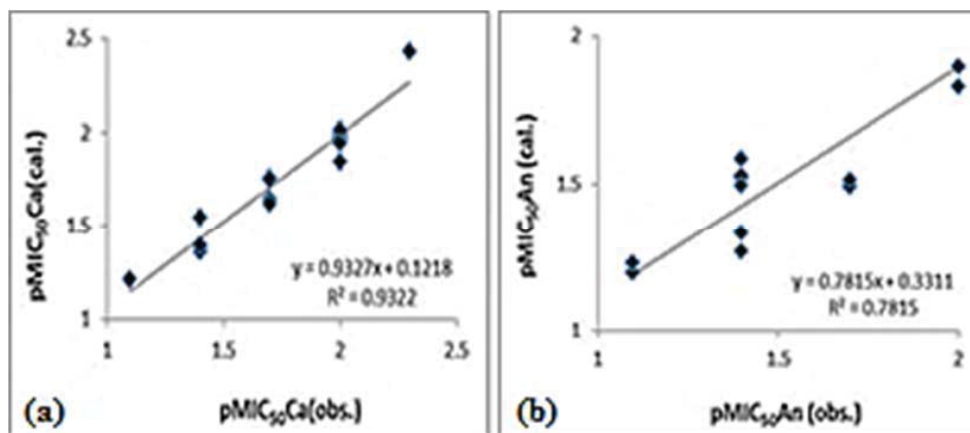 2.5
2
1.5
1
1
1.5
2
2.5
pMIC50Ca(cal.)
y = 0.9327x + 0.1218
R² = 0.9322
pMIC50Ca(obs.)
(a)
2
1.5
1
1
1.5
2
pMIC50An (cal.)
y = 0.7815x + 0.3311
R² = 0.7815
pMIC50An (obs.)
(b)